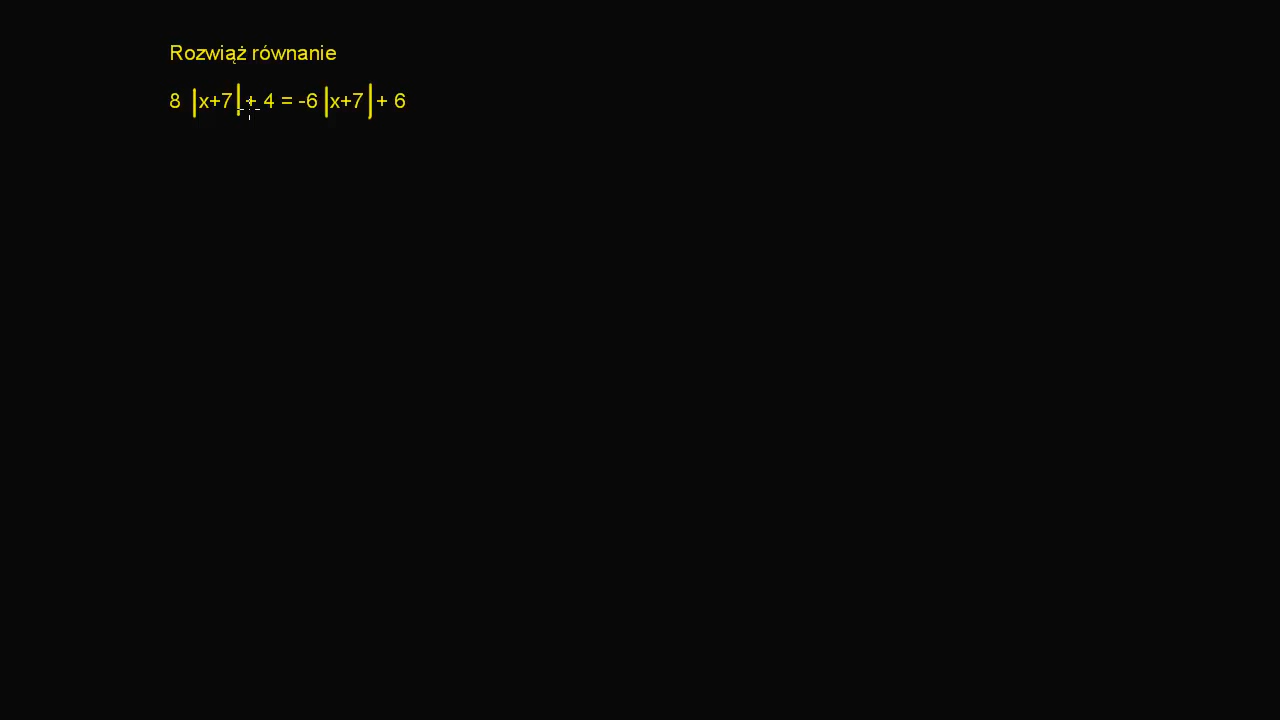 Rozwiąż równanie
8 |x+7| + 4 = -6 |x+7| + 6